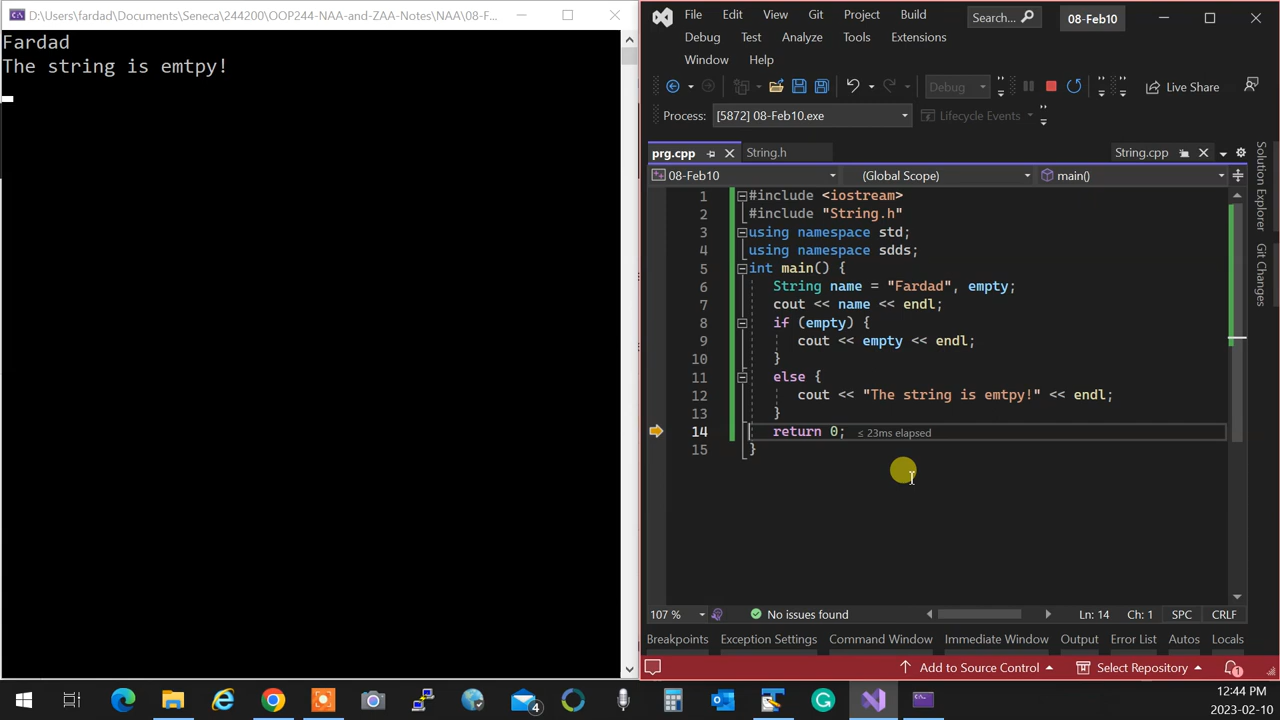 D:\Users\fardad\Documents\Seneca\244200\OOP244-NAA-and-ZAA-Notes\NAA\08-F...
Fardad
The string is emtpy!
File Edit View Git Project Build
Search...
08-Feb10
Debug Test Analyze Tools Extensions
Window Help
Debug
Live Share
Process: [5872] 08-Feb10.exe
Lifecycle Events
prg.cpp
String.h
String.cpp
08-Feb10
(Global Scope)
main()
1 #include <iostream>
2 #include "String.h"
3 using namespace std;
4 using namespace sdds;
5 int main() {
6 String name = "Fardad", empty;
7 cout << name << endl;
8 if (empty) {
9 cout << empty << endl;
10 }
11 else {
12 cout << "The string is emtpy!" << endl;
13 }
14 return 0; ≤ 23ms elapsed
15 }
Solution Explorer
Git Changes
107 %
No issues found
Ln: 14 Ch: 1 SPC CRLF
Breakpoints Exception Settings Command Window Immediate Window Output Error List Autos Locals
Add to Source Control
Select Repository
1
4
12:44 PM
2023-02-10